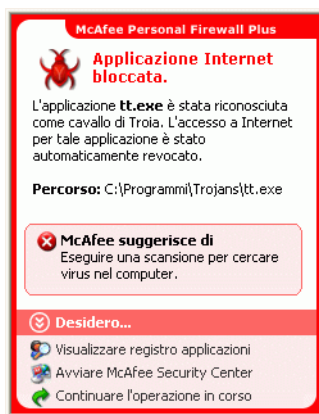 McAfee Personal Firewall Plus
Applicazione Internet
bloccata.
L'applicazione tt.exe è stata riconosciuta
come cavallo di Troia. L'accesso a Internet
per tale applicazione è stato
automaticamente revocato.
Percorso: C:\Programmi\Trojans\tt.exe
McAfee suggerisce di
Eseguire una scansione per cercare
virus nel computer.
Desidero...
Visualizzare registro applicazioni
Avviare McAfee Security Center
Continuare l'operazione in corso